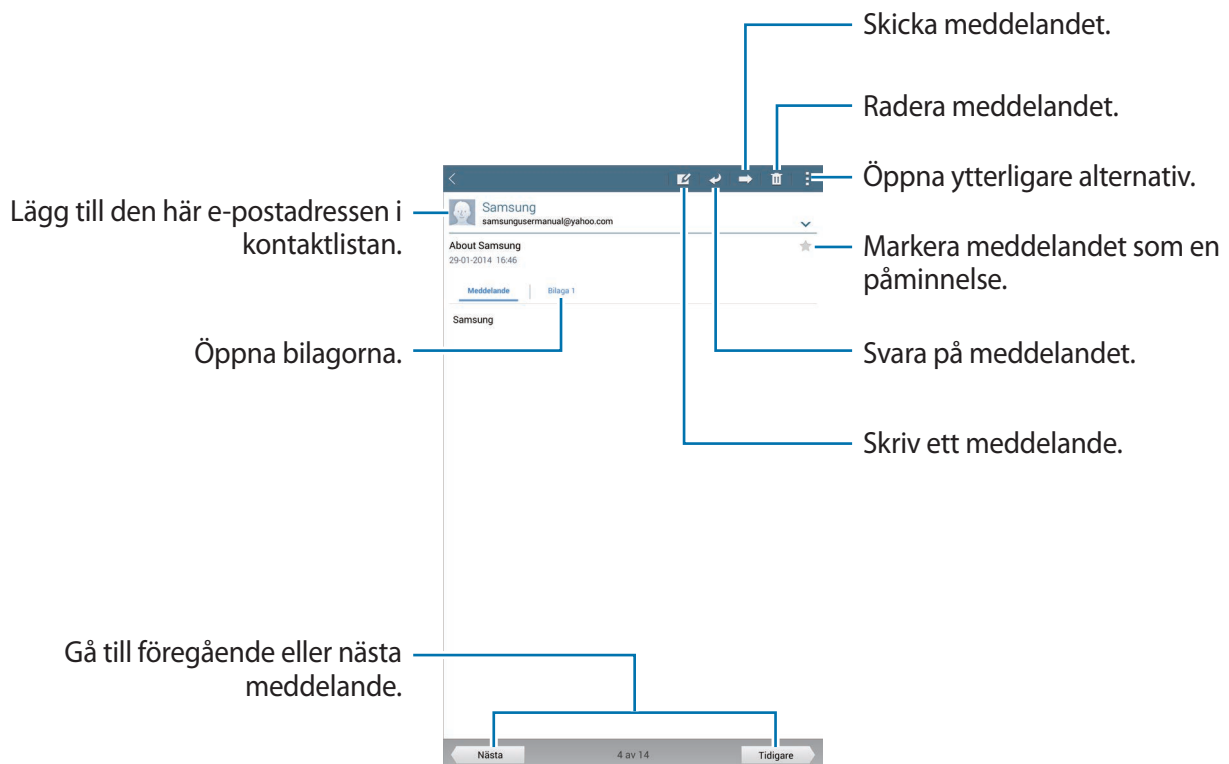 Skicka meddelandet.
Radera meddelandet.
Öppna ytterligare alternativ.
Lägg till den här e-postadressen i
kontaktlistan.
Samsung
samsungusermanual@yahoo.com
About Samsung
29-01-2014 16:46
Markera meddelandet som en
påminnelse.
Meddelande
Bilaga 1
Samsung
Öppna bilagorna.
Svara på meddelandet.
Skriv ett meddelande.
Gå till föregående eller nästa
meddelande.
Nästa
4 av 14
Tidigare